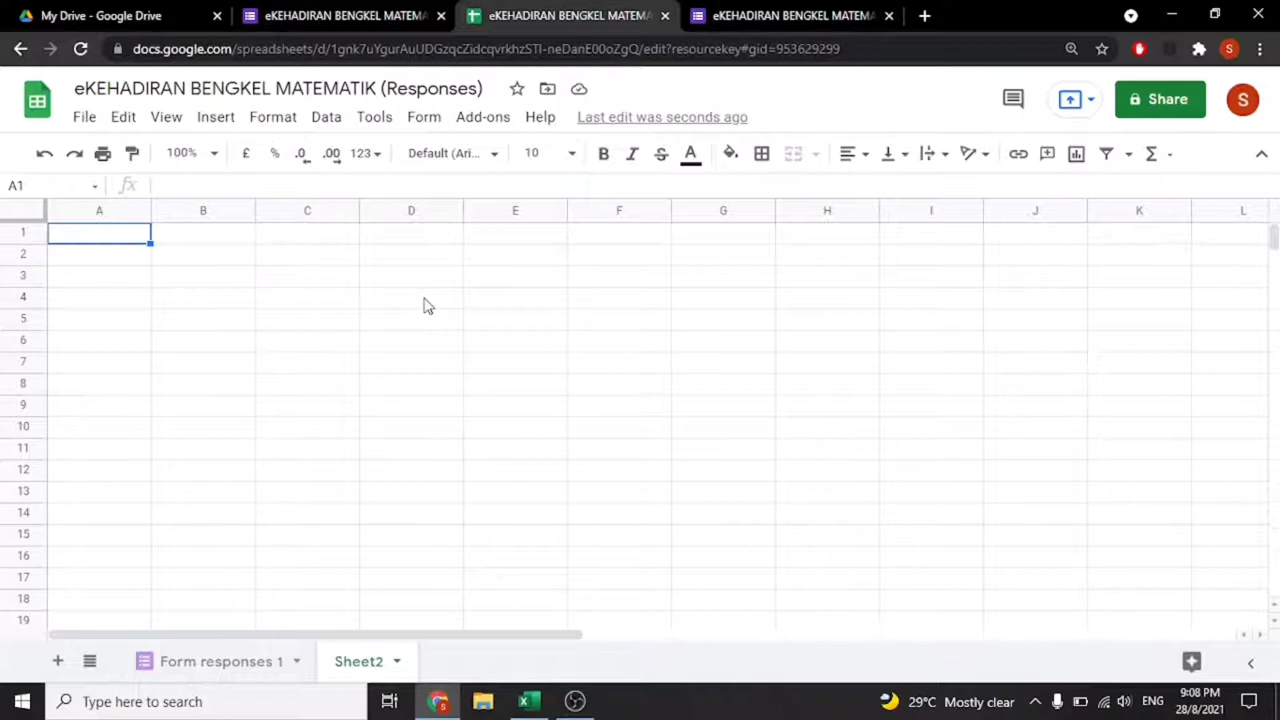 My Drive - Google Drive
eKEHADIRAN BENGKEL MATEMA
eKEHADIRAN BENGKEL MATEMA
eKEHADIRAN BENGKEL MATEMA
docs.google.com/spreadsheets/d/1gnk7uYgurAuUDGzqcZidcqvrkhzSTI-neDanE00oZgQ/edit?resourcekey#gid=953629299
S
eKEHADIRAN BENGKEL MATEMATIK (Responses)
Share
S
File Edit View Insert Format Data Tools Form Add-ons Help Last edit was seconds ago
100% £ % .0 .00 123 Default (Ari... 10 B I S A Σ
A1 fx
A B C D E F G H I J K L
1
2
3
4
5
6
7
8
9
10
11
12
13
14
15
16
17
18
19
Form responses 1 Sheet2
Type here to search
29°C Mostly clear ENG 9:08 PM
28/8/2021